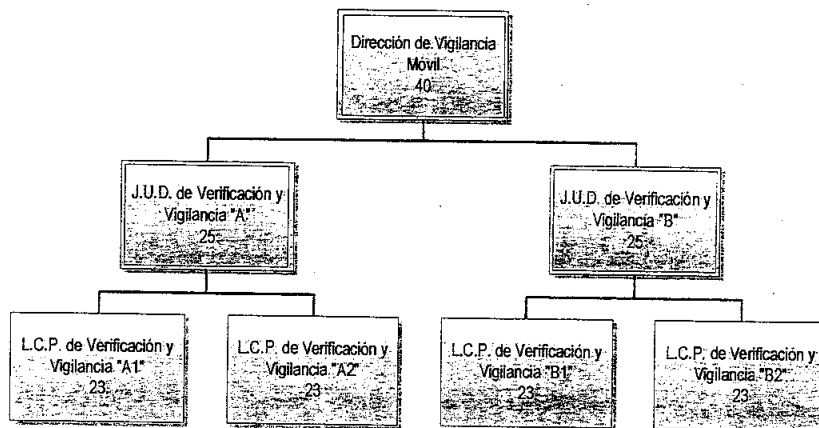 Dirección de Vigilancia
Móvil
40
J.U.D. de Verificación y
Vigilancia "A"
25
J.U.D. de Verificación y
Vigilancia "B"
25
L.C.P. de Verificación y
Vigilancia "A1"
23
L.C.P. de Verificación y
Vigilancia "A2"
23
L.C.P. de Verificación y
Vigilancia "B1"
23
L.C.P. de Verificación y
Vigilancia "B2"
23